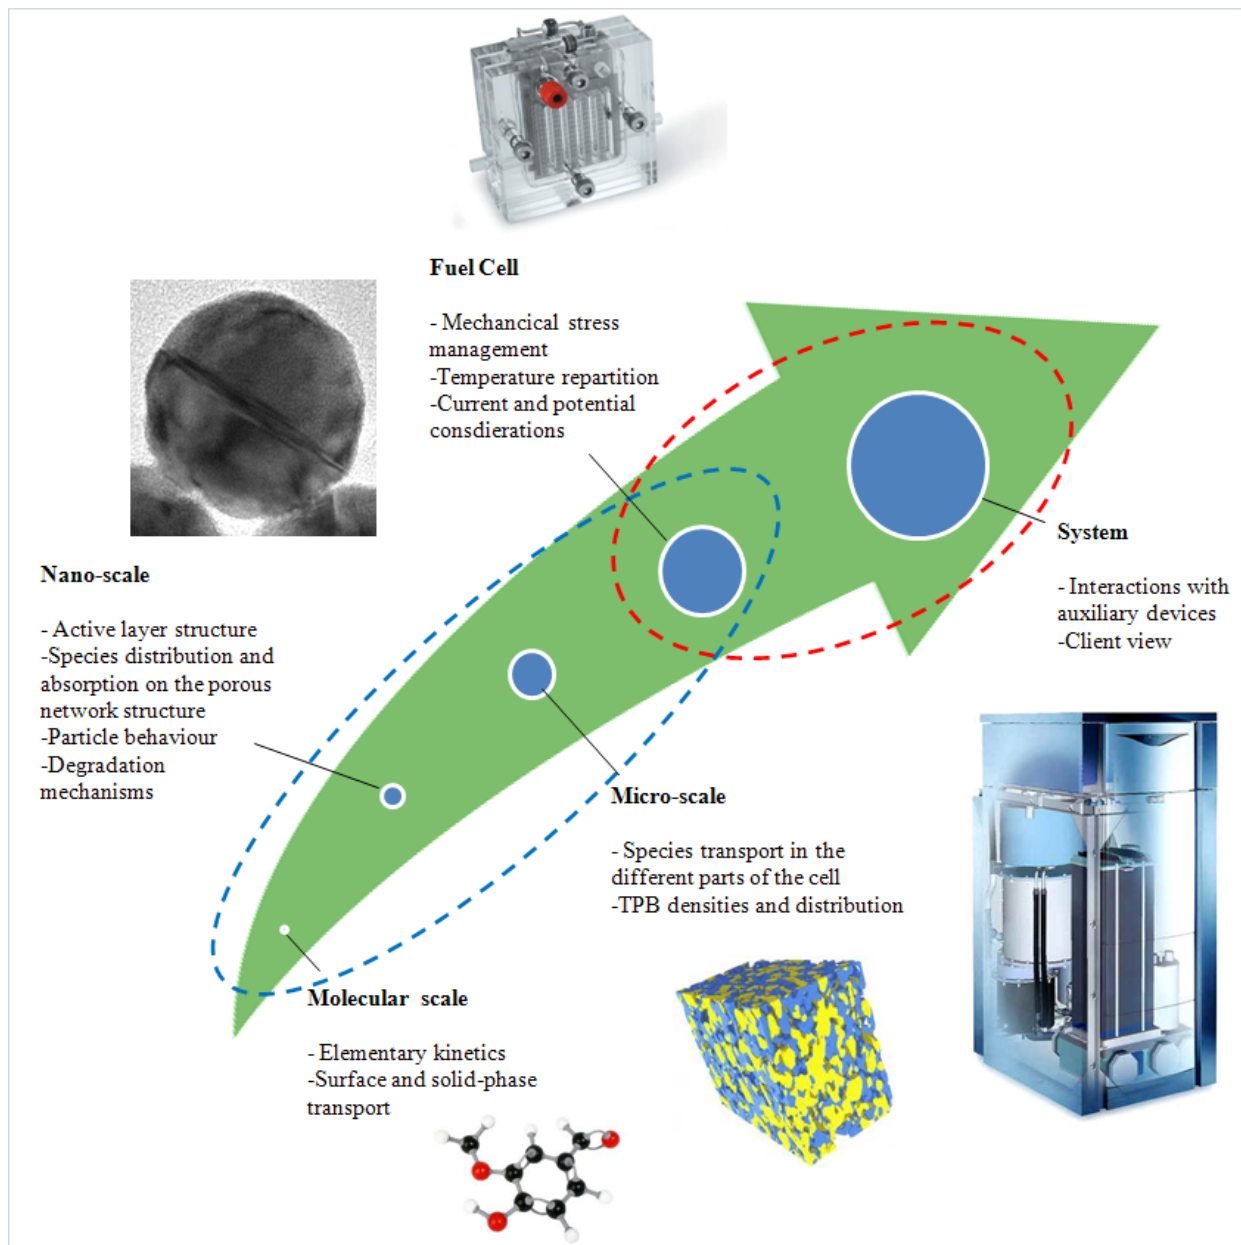 Fuel Cell
- Mechancical stress
management
-Temperature repartition
-Current and potential
consdierations
Nano-scale
- Active layer structure
-Species distribution and
absorption on the porous
network structure
-Particle behaviour
-Degradation
mechanisms
System
- Interactions with
auxiliary devices
-Client view
Micro-scale
- Species transport in the
different parts of the cell
-TPB densities and distribution
Molecular scale
- Elementary kinetics
-Surface and solid-phase
transport